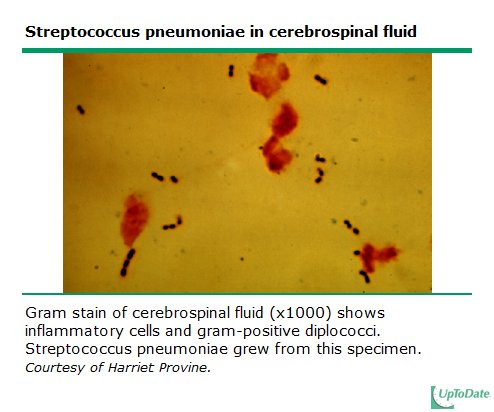 Streptococcus pneumoniae in cerebrospinal fluid
Gram stain of cerebrospinal fluid (x1000) shows
inflammatory cells and gram-positive diplococci.
Streptococcus pneumoniae grew from this specimen.
Courtesy of Harriet Provine.
UpToDate